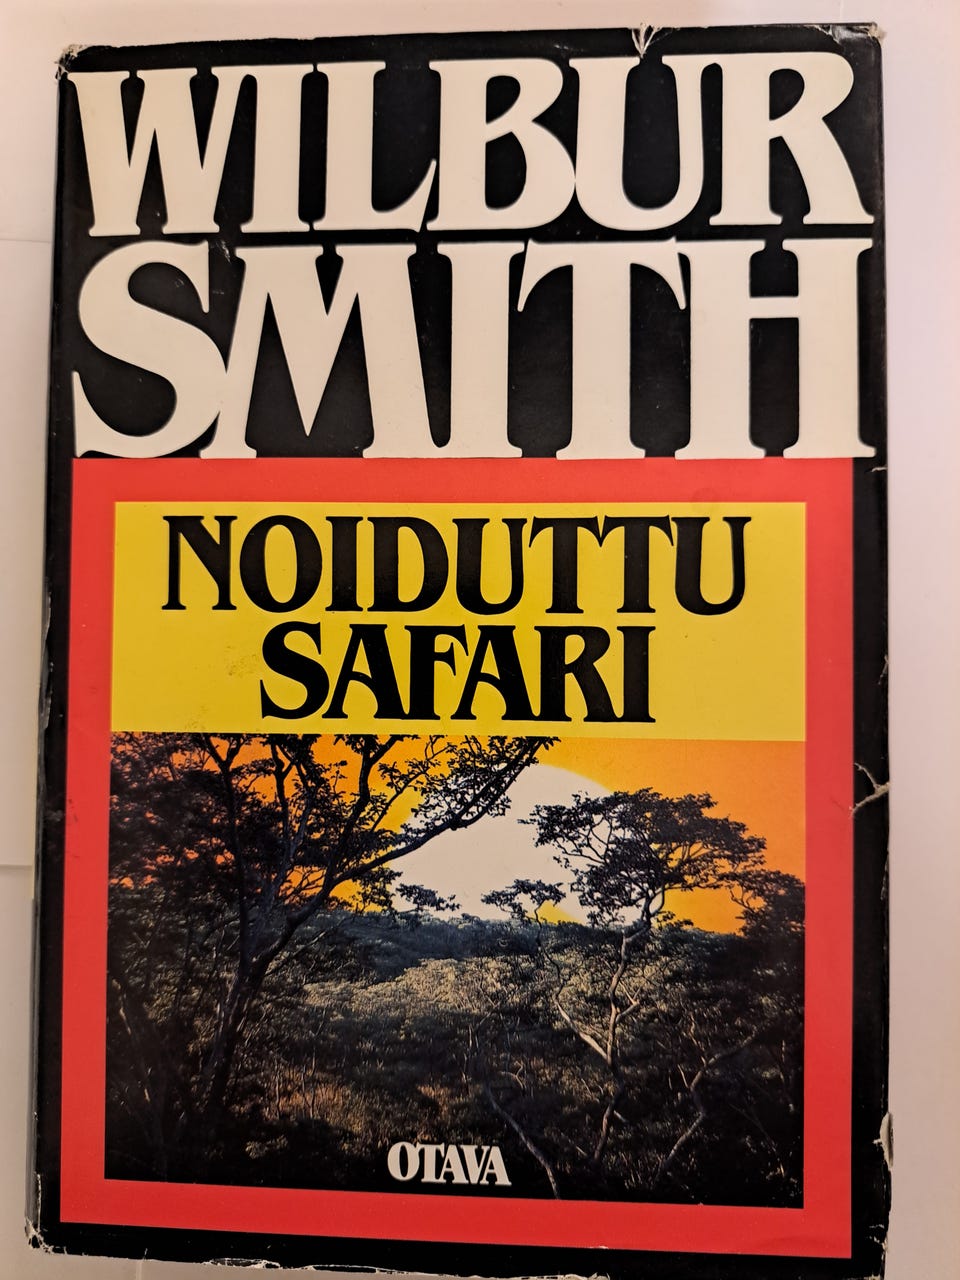 WILBUR
SMITH
NOIDUTTU
SAFARI
OTAVA